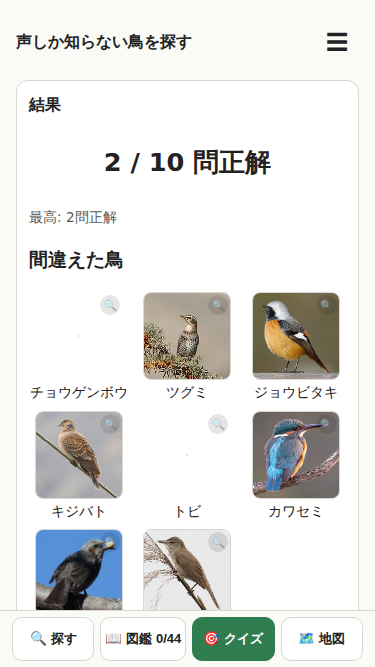 声しか知らない鳥を探す
結果
2 / 10 問正解
最高: 2問正解
間違えた鳥
チョウゲンボウ ツグミ ジョウビタキ
キジバト トビ カワセミ
探す 図鑑 0/44 クイズ 地図